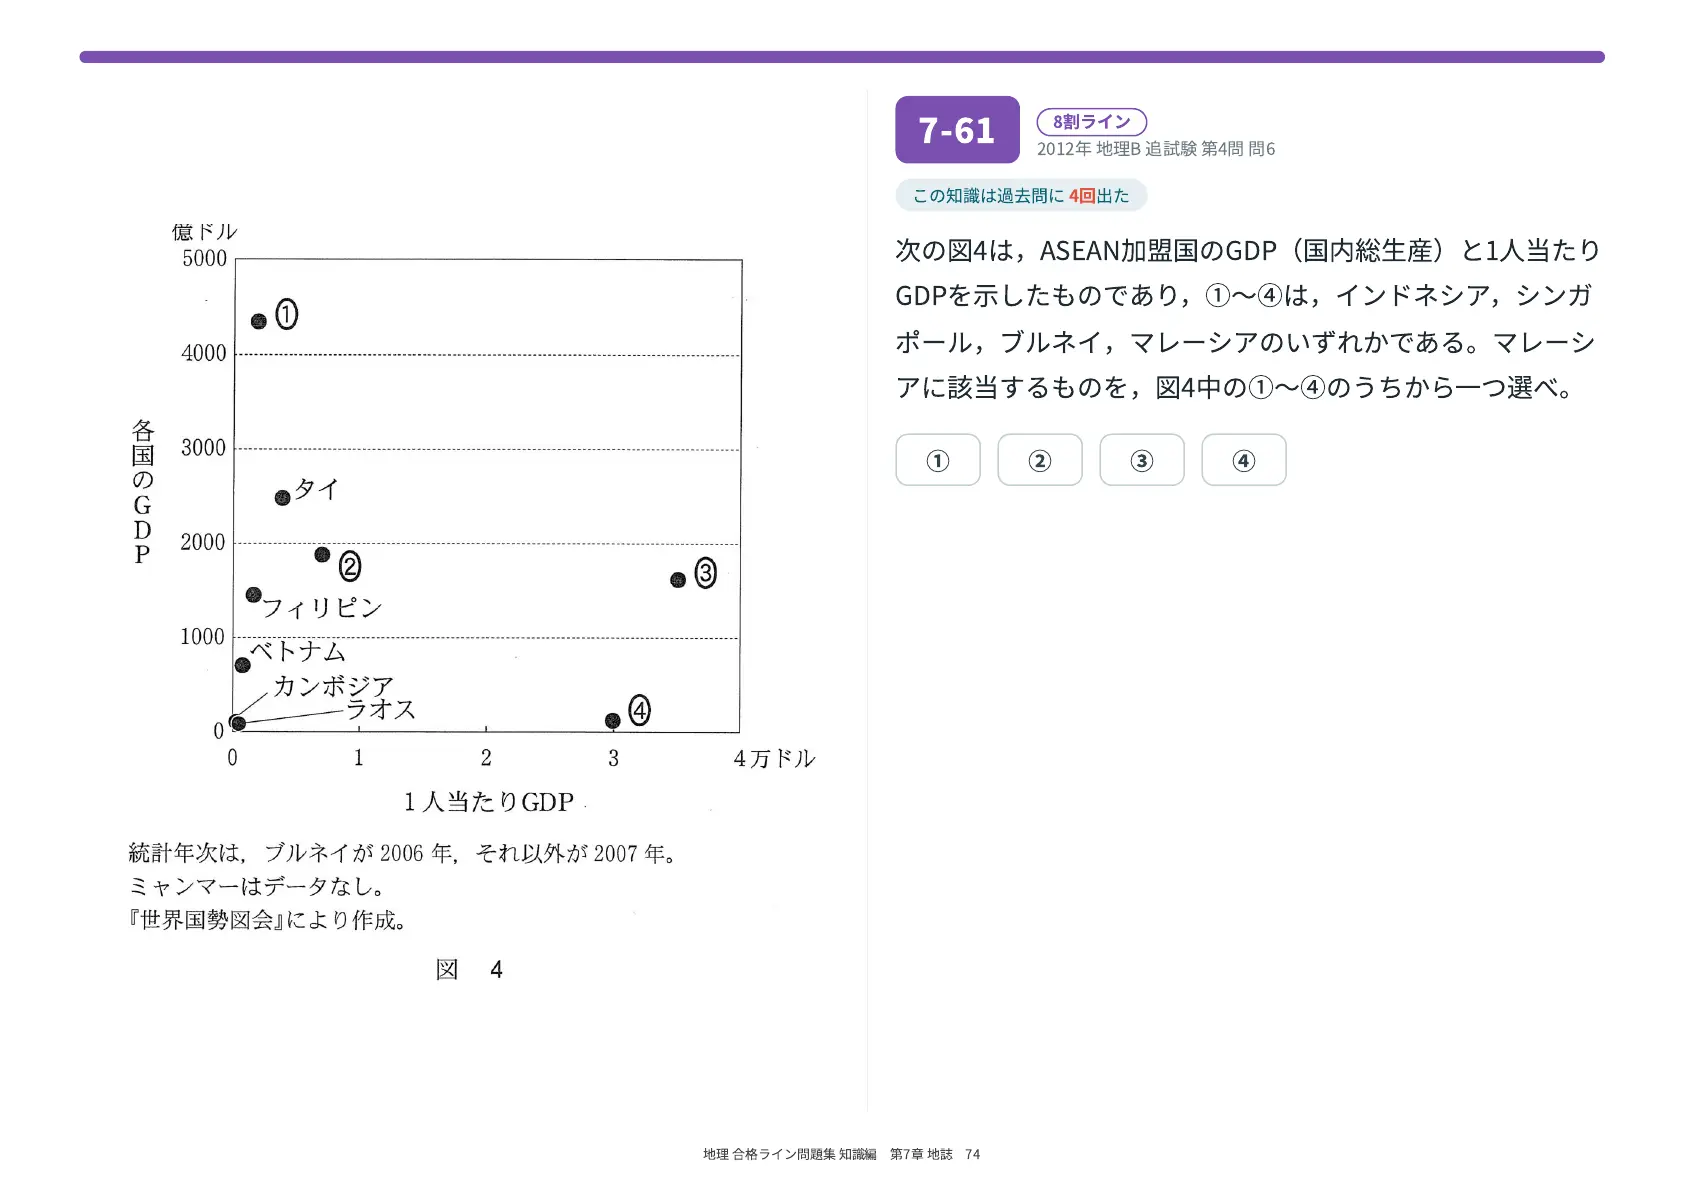 億ドル
5000
①
4000
各国のGDP
3000
タイ
2000
②
③
フィリピン
1000
ベトナム
カンボジア
ラオス
④
0
0 1 2 3 4万ドル
1人当たりGDP
統計年次は，ブルネイが2006年，それ以外が2007年。
ミャンマーはデータなし。
『世界国勢図会』により作成。
図 4
7-61
8割ライン
2012年 地理B 追試験 第4問 問6
この知識は過去問に 4回出た
次の図4は，ASEAN加盟国のGDP（国内総生産）と1人当たり
GDPを示したものであり，①～④は，インドネシア，シンガ
ポール，ブルネイ，マレーシアのいずれかである。マレーシ
アに該当するものを，図4中の①～④のうちから一つ選べ。
① ② ③ ④
地理 合格ライン問題集 知識編 第7章 地誌 74